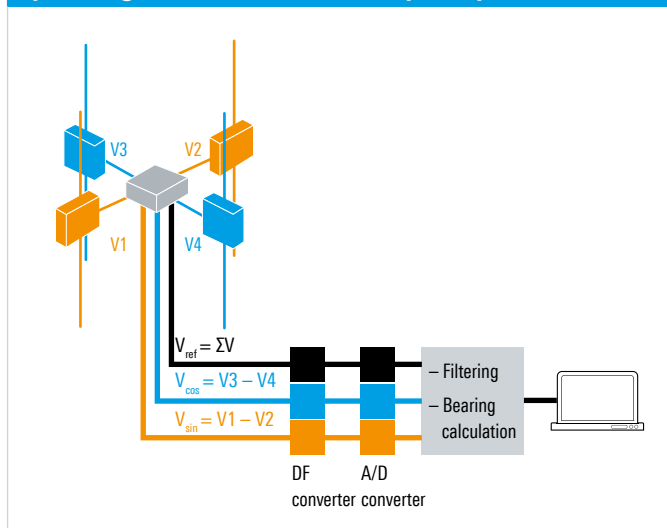 V3
V2
V1
V4
V_ref = ΣV
V_cos = V3 – V4
V_sin = V1 – V2
– Filtering
– Bearing
calculation
DF
converter
A/D
converter